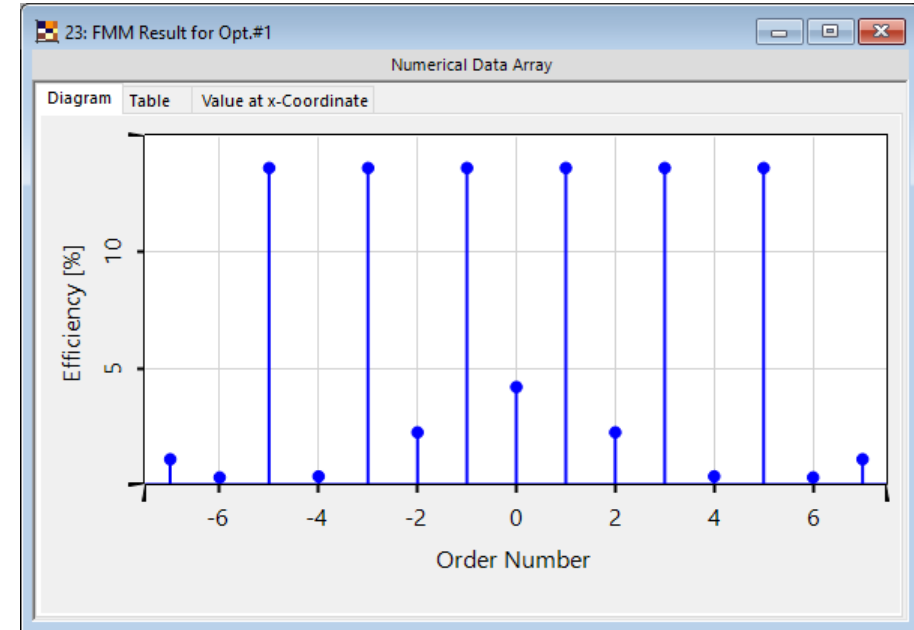 23: FMM Result for Opt.#1
Numerical Data Array
Diagram Table Value at x-Coordinate
Efficiency [%]
10
5
-6 -4 -2 0 2 4 6
Order Number